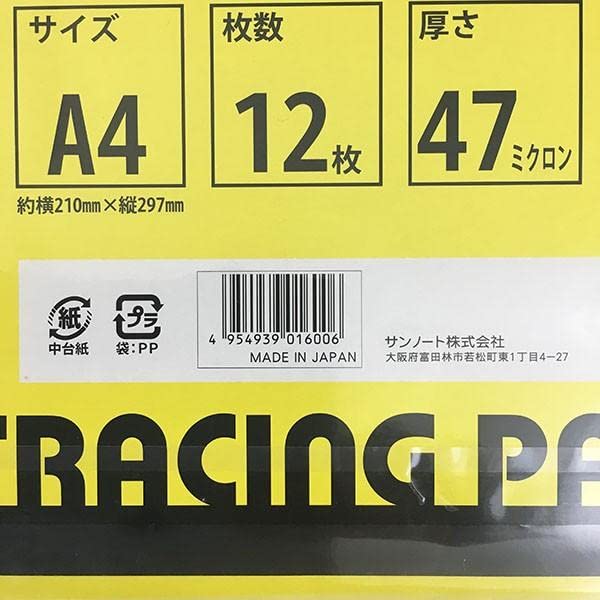 サイズ
A4
約横210mm×縦297mm
枚数
12枚
厚さ
47ミクロン
紙
中台紙
プラ
袋:PP
4 954939 016006
MADE IN JAPAN
サンノート株式会社
大阪府富田林市若松町東1丁目4-27
TRACING PA